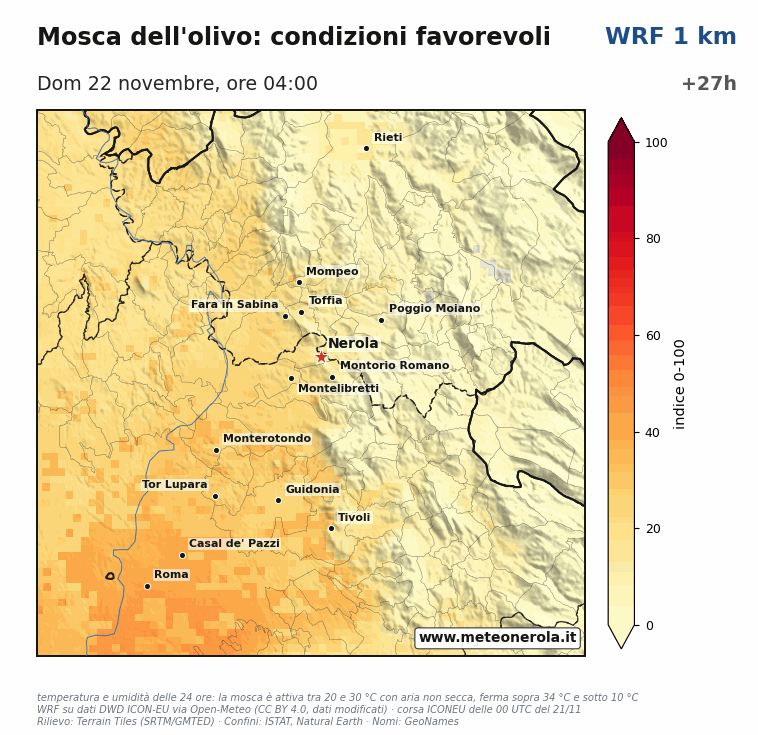 Mosca dell'olivo: condizioni favorevoli
WRF 1 km
Dom 22 novembre, ore 04:00
+27h
Rieti
Mompeo
Toffia
Fara in Sabina
Poggio Moiano
Nerola
Montorio Romano
Montelibretti
Monterotondo
Tor Lupara
Guidonia
Tivoli
Casal de' Pazzi
Roma
www.meteonerola.it
100
80
60
40
20
0
indice 0-100
temperatura e umidità delle 24 ore: la mosca è attiva tra 20 e 30 °C con aria non secca, ferma sopra 34 °C e sotto 10 °C
WRF su dati DWD ICON-EU via Open-Meteo (CC BY 4.0, dati modificati) · corsa ICONEU delle 00 UTC del 21/11
Rilievo: Terrain Tiles (SRTM/GMTED) · Confini: ISTAT, Natural Earth · Nomi: GeoNames